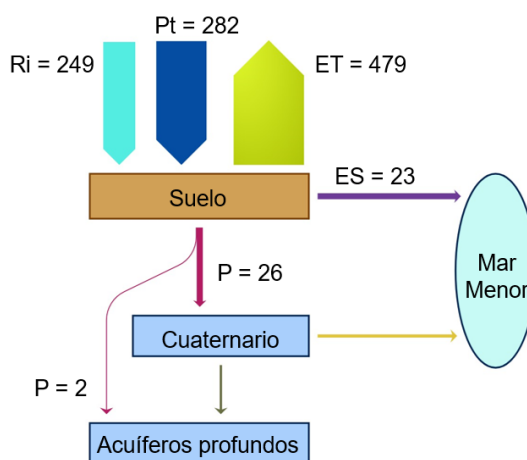 Pt = 282
Ri = 249
ET = 479
ES = 23
Suelo
Mar
Menor
P = 26
Cuaternario
P = 2
Acuíferos profundos